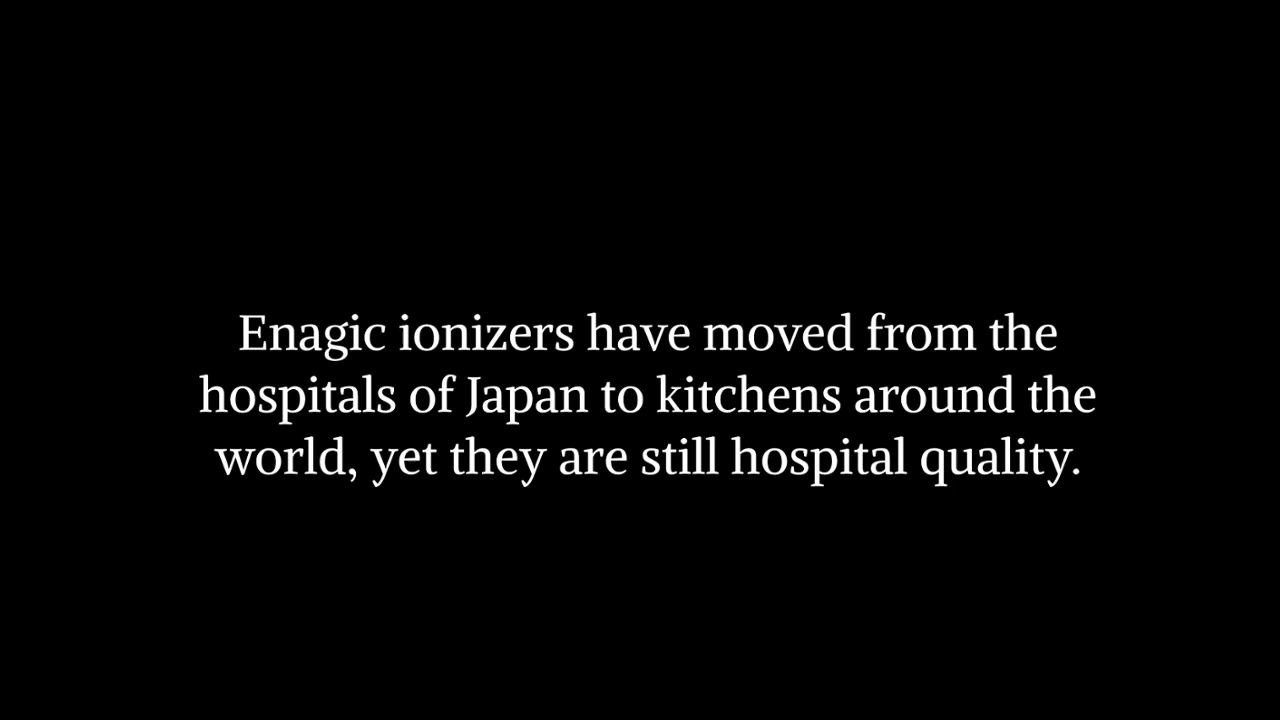 Enagic ionizers have moved from the
hospitals of Japan to kitchens around the
world, yet they are still hospital quality.